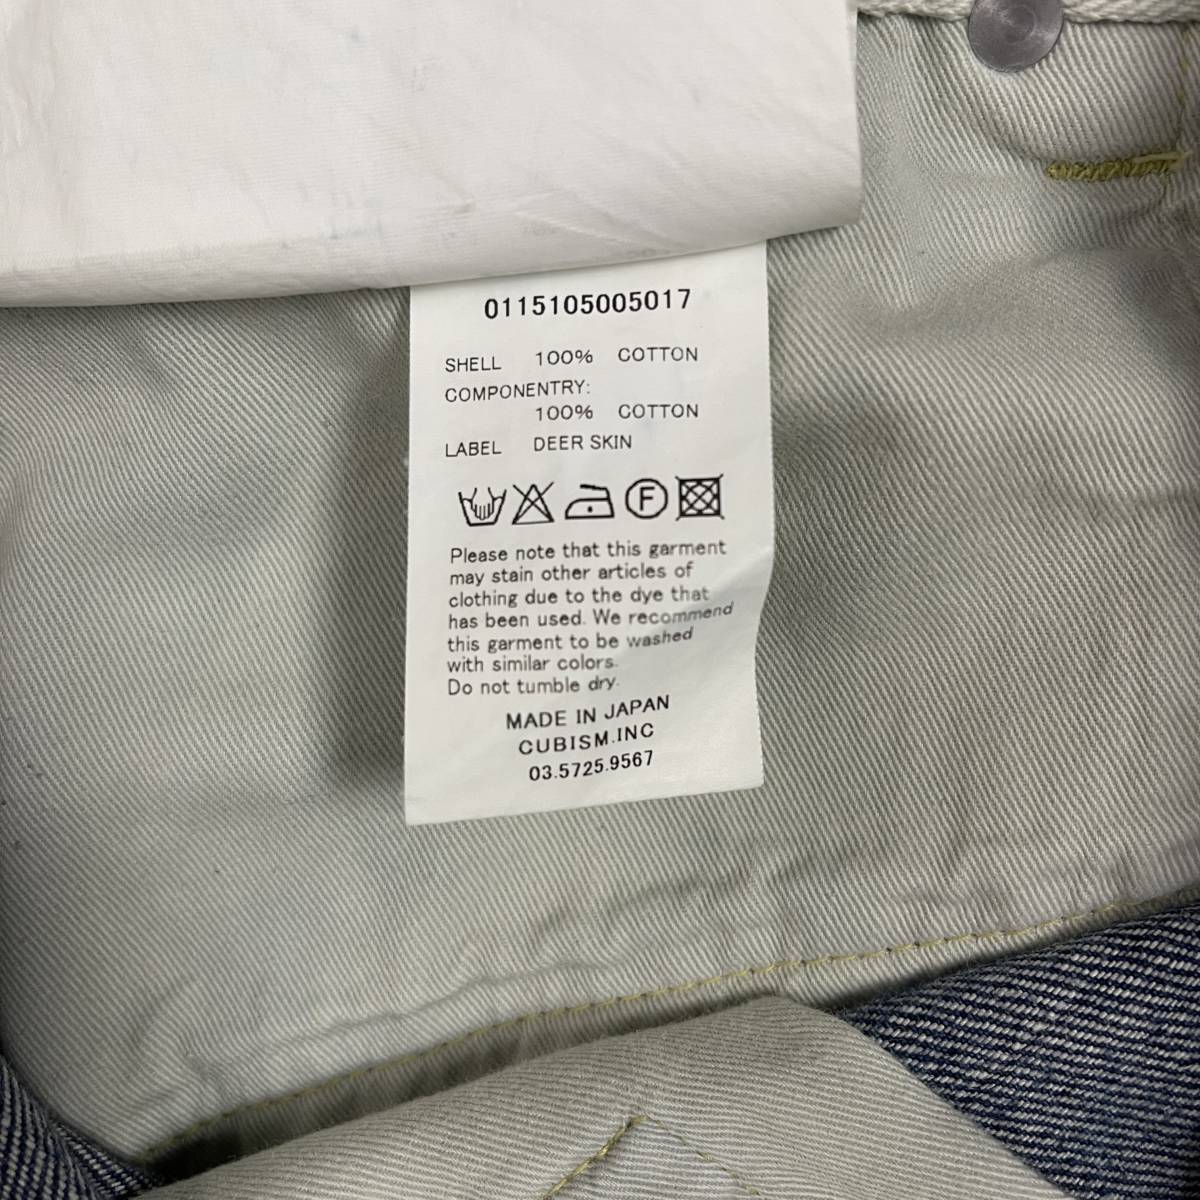 0115105005017
SHELL 100% COTTON
COMPONENTRY:
100% COTTON
LABEL DEER SKIN
F
Please note that this garment
may stain other articles of
clothing due to the dye that
has been used. We recommend
this garment to be washed
with similar colors.
Do not tumble dry.
MADE IN JAPAN
CUBISM.INC
03.5725.9567